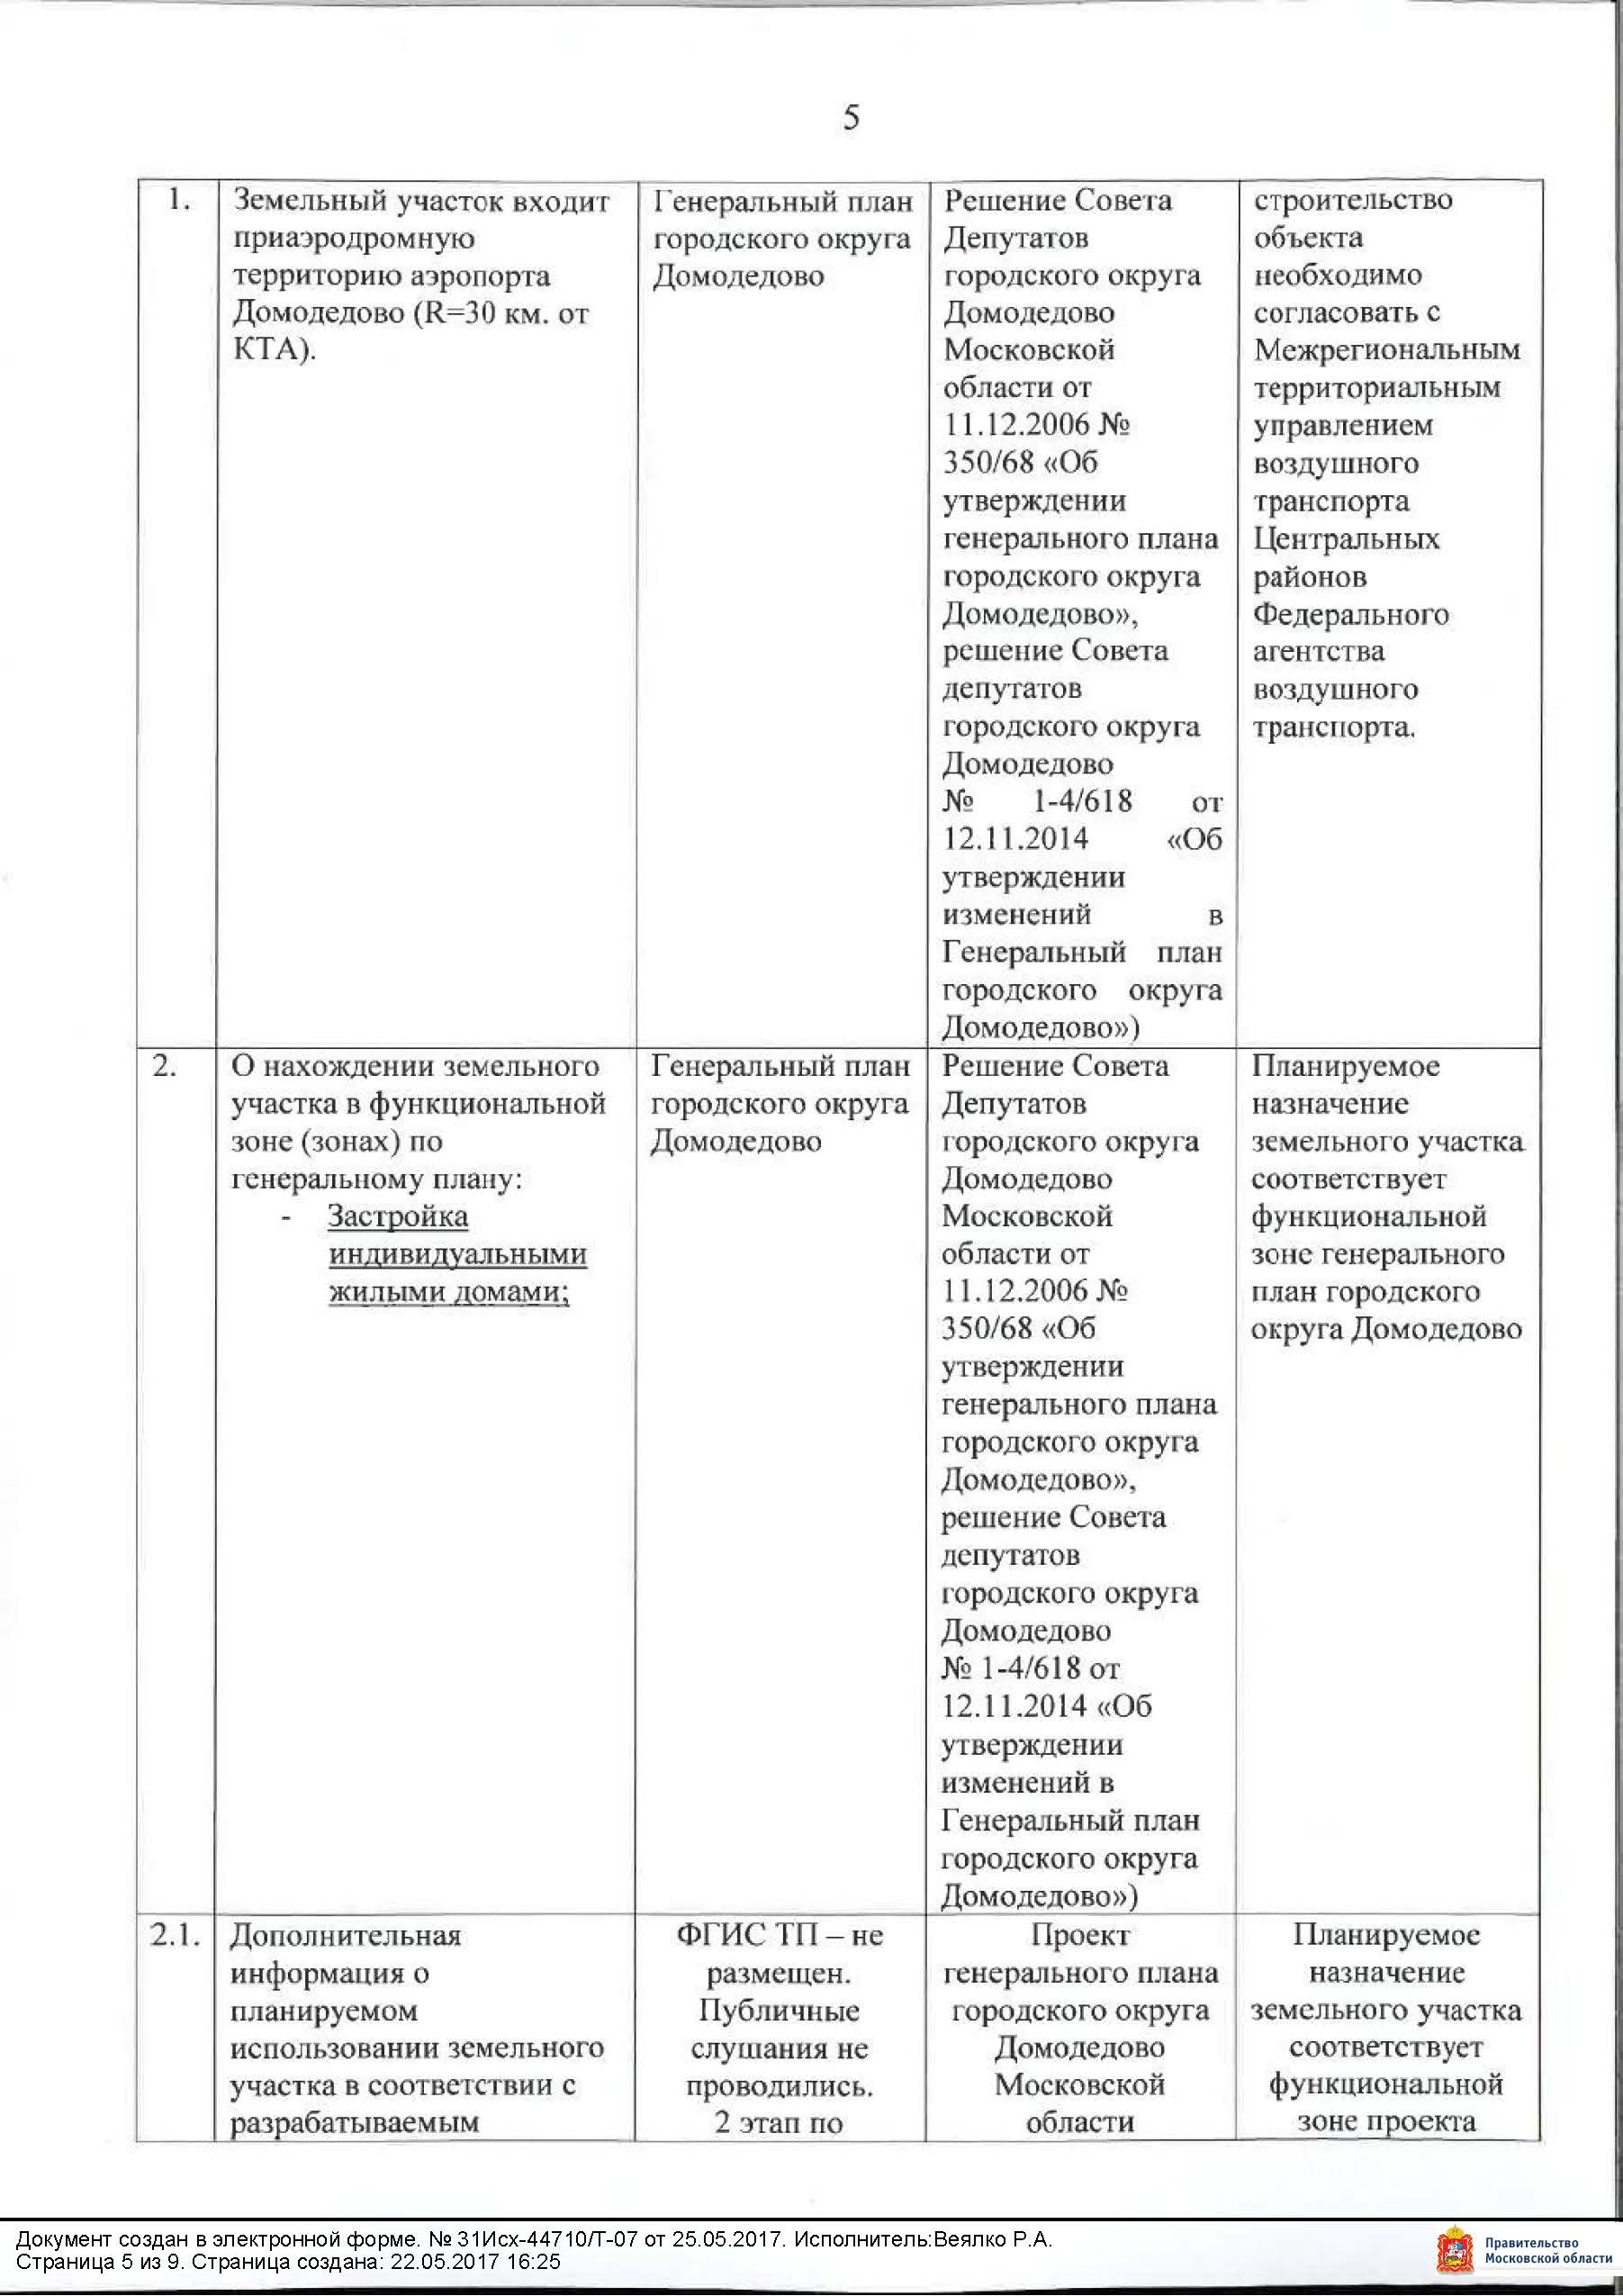 5
1.
Земельный участок входит
приаэродромную
территорию аэропорта
Домодедово (R=30 км. от
КТА).
Генеральный план
городского округа
Домодедово
Решение Совета
Депутатов
городского округа
Домодедово
Московской
области от
11.12.2006 №
350/68 «Об
утверждении
генерального плана
городского округа
Домодедово»,
решение Совета
депутатов
городского округа
Домодедово
№ 1-4/618 от
12.11.2014 «Об
утверждении
изменений в
Генеральный план
городского округа
Домодедово»)
строительство
объекта
необходимо
согласовать с
Межрегиональным
территориальным
управлением
воздушного
транспорта
Центральных
районов
Федерального
агентства
воздушного
транспорта.
2.
О нахождении земельного
участка в функциональной
зоне (зонах) по
генеральному плану:
- Застройка
индивидуальными
жилыми домами;
Генеральный план
городского округа
Домодедово
Решение Совета
Депутатов
городского округа
Домодедово
Московской
области от
11.12.2006 №
350/68 «Об
утверждении
генерального плана
городского округа
Домодедово»,
решение Совета
депутатов
городского округа
Домодедово
№ 1-4/618 от
12.11.2014 «Об
утверждении
изменений в
Генеральный план
городского округа
Домодедово»)
Планируемое
назначение
земельного участка
соответствует
функциональной
зоне генерального
план городского
округа Домодедово
2.1.
Дополнительная
информация о
планируемом
использовании земельного
участка в соответствии с
разрабатываемым
ФГИС ТП – не
размещен.
Публичные
слушания не
проводились.
2 этап по
Проект
генерального плана
городского округа
Домодедово
Московской
области
Планируемое
назначение
земельного участка
соответствует
функциональной
зоне проекта
Документ создан в электронной форме. № 31Исх-44710/Т-07 от 25.05.2017. Исполнитель:Веялко Р.А.
Страница 5 из 9. Страница создана: 22.05.2017 16:25
Правительство
Московской области